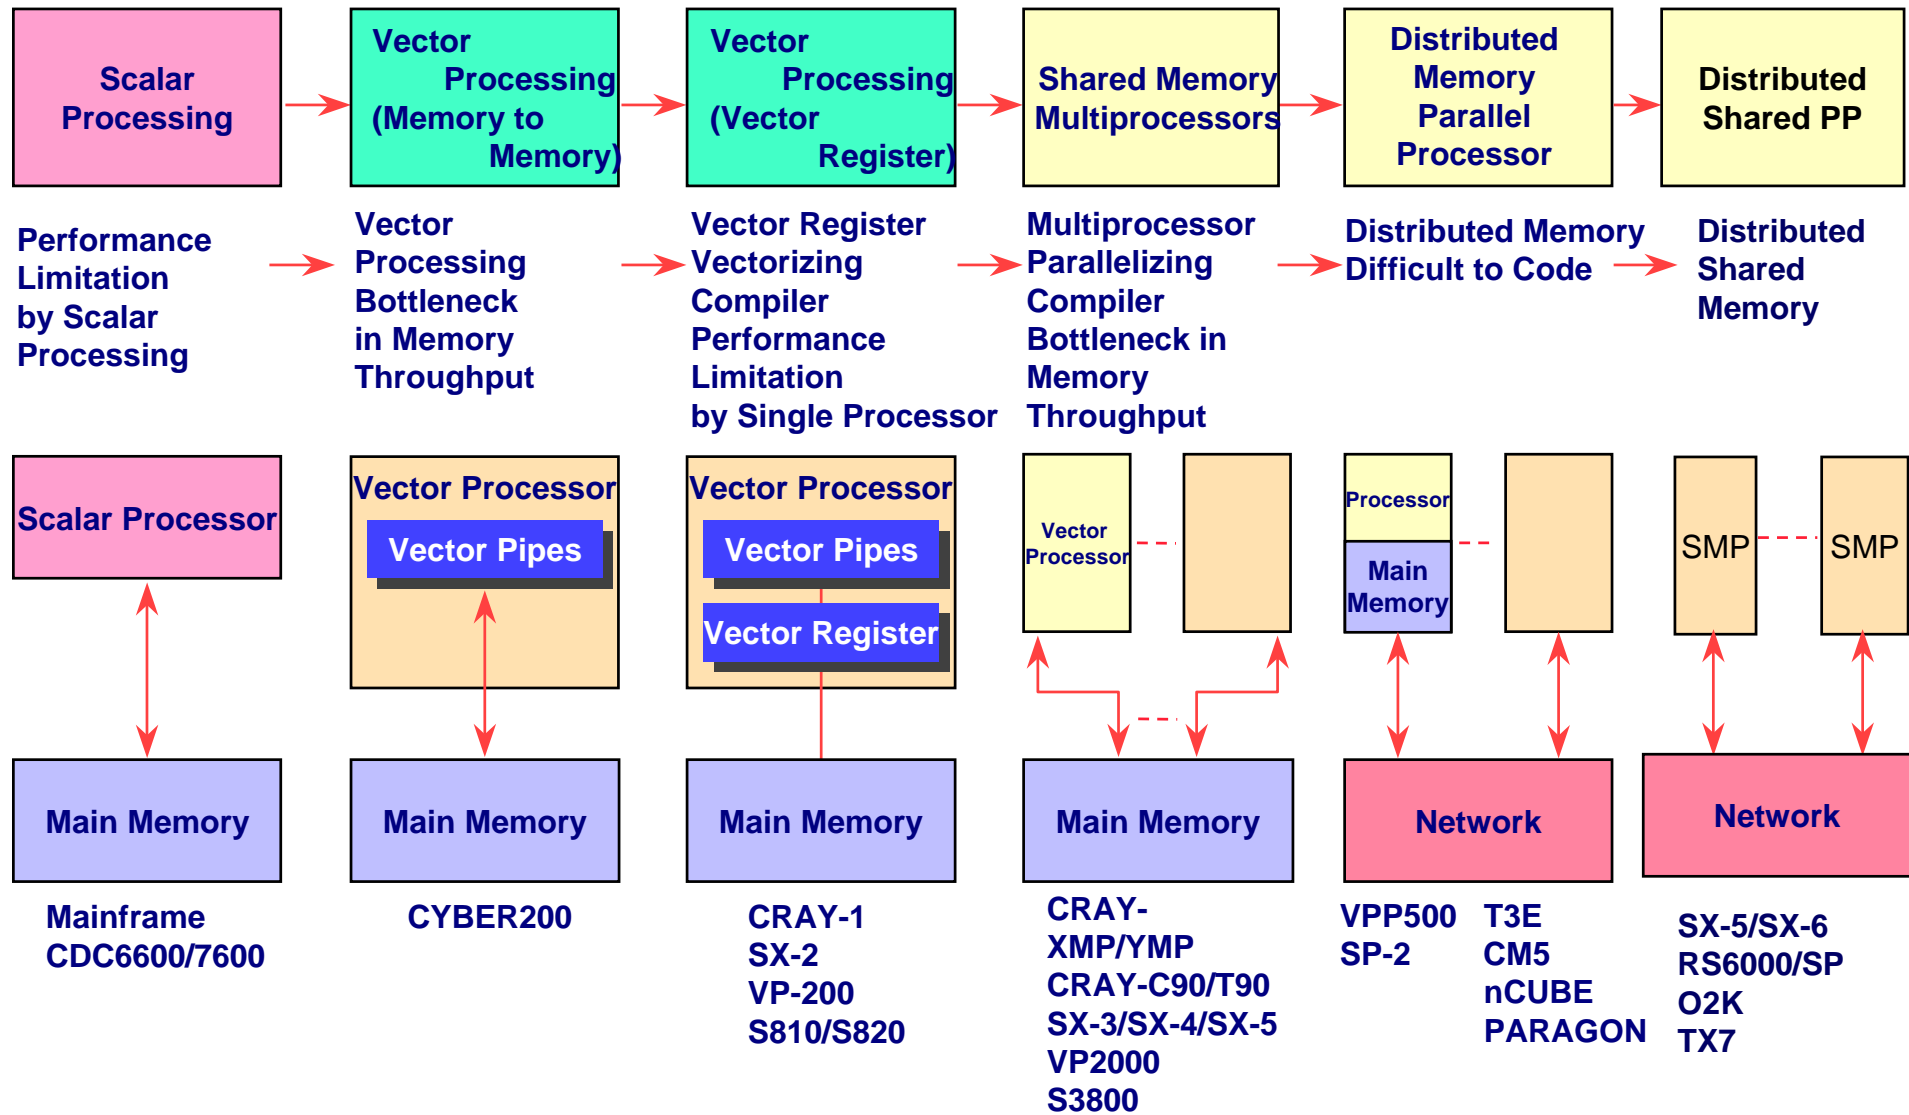 Scalar
Processing
Vector
Processing
(Memory to
Memory)
Vector
Processing
(Vector
Register)
Shared Memory
Multiprocessors
Distributed
Memory
Parallel
Processor
Distributed
Shared PP
Performance
Limitation
by Scalar
Processing
Vector
Processing
Bottleneck
in Memory
Throughput
Vector Register
Vectorizing
Compiler
Performance
Limitation
by Single Processor
Multiprocessor
Parallelizing
Compiler
Bottleneck in
Memory
Throughput
Distributed Memory
Difficult to Code
Distributed
Shared
Memory
Scalar Processor
Vector Processor
Vector Pipes
Vector Processor
Vector Pipes
Vector Register
Vector
Processor
Processor
Main
Memory
SMP
SMP
Main Memory
Main Memory
Main Memory
Main Memory
Network
Network
Mainframe
CDC6600/7600
CYBER200
CRAY-1
SX-2
VP-200
S810/S820
CRAY-
XMP/YMP
CRAY-C90/T90
SX-3/SX-4/SX-5
VP2000
S3800
VPP500
SP-2
T3E
CM5
nCUBE
PARAGON
SX-5/SX-6
RS6000/SP
O2K
TX7